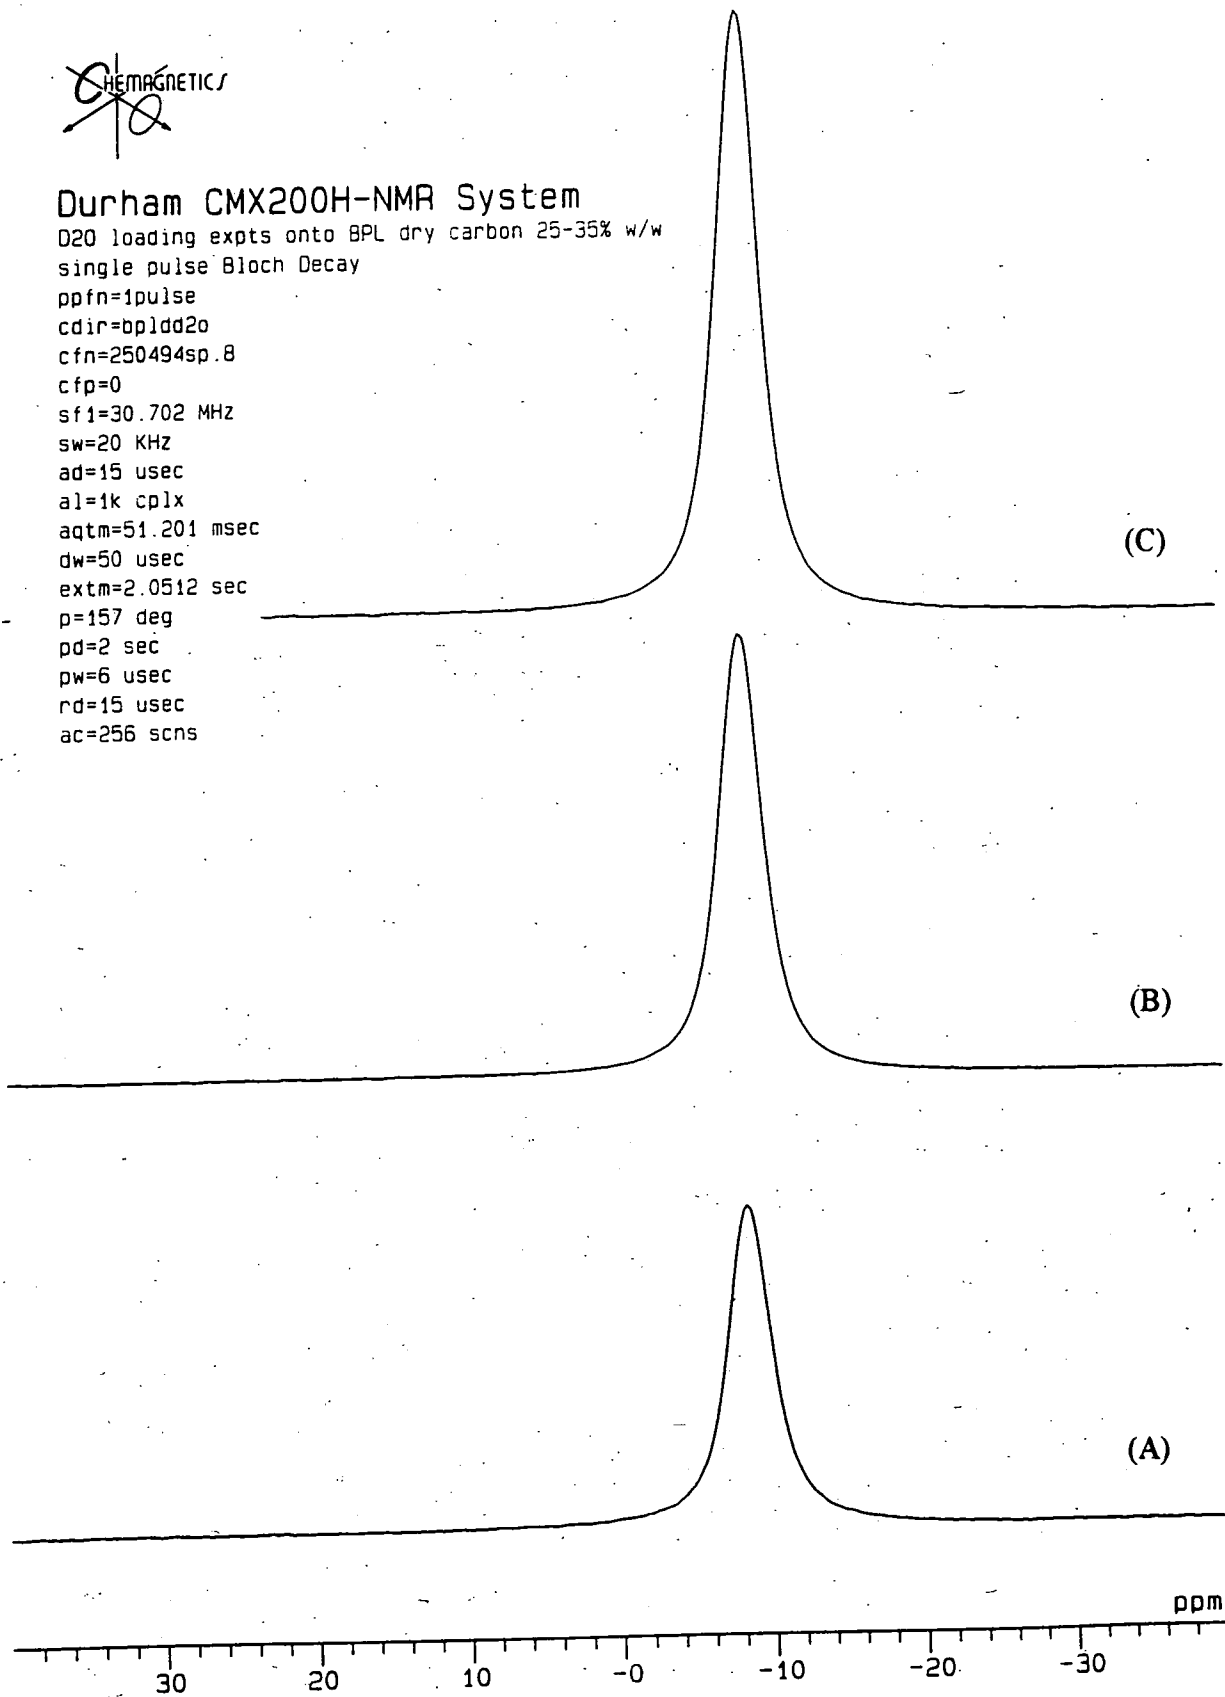 CHEMAGNETICS
Durham CMX200H-NMR System
D20 loading expts onto BPL dry carbon 25-35% w/w
single pulse Bloch Decay
ppfn=1pulse
cdir=bpldd2o
cfn=250494sp.8
cfp=0
sf1=30.702 MHz
sw=20 KHz
ad=15 usec
al=1k cplx
aqtm=51.201 msec
dw=50 usec
extm=2.0512 sec
p=157 deg
pd=2 sec
pw=6 usec
rd=15 usec
ac=256 scns
(C)
(B)
(A)
ppm
30 20 10 -0 -10 -20 -30